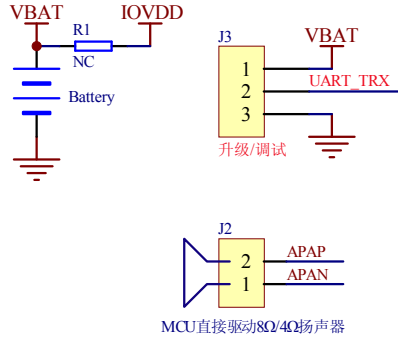 VBAT
IOVDD
R1
NC
Battery
J3
VBAT
1
2
3
UART_TRX
升级/调试
J2
2
1
APAP
APAN
MCU直接驱动8Ω/4Ω扬声器